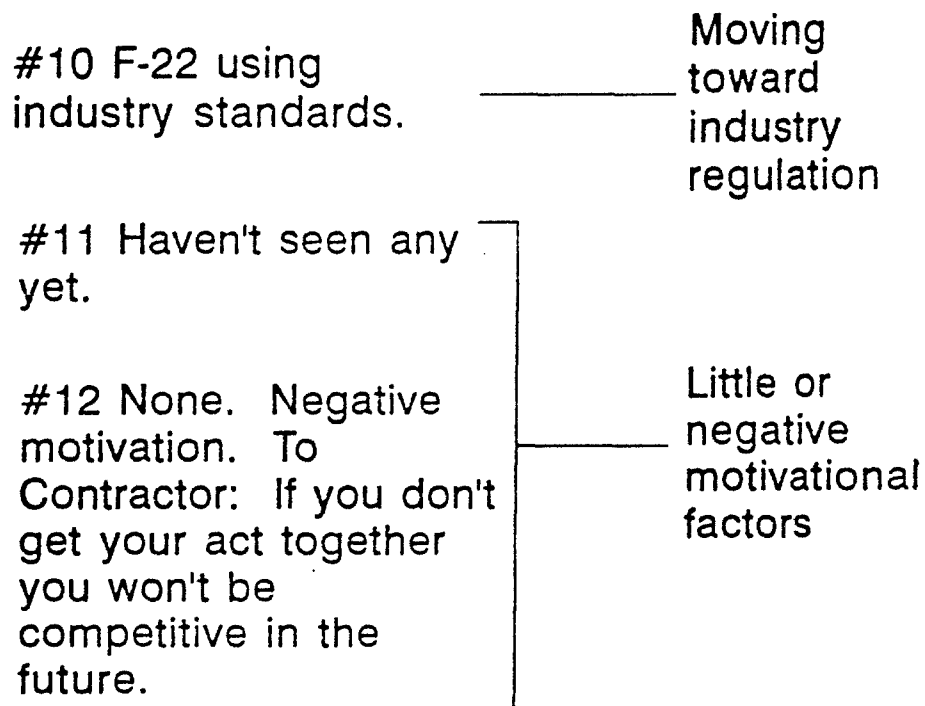 #10 F-22 using
industry standards.
Moving
toward
industry
regulation
#11 Haven't seen any
yet.
#12 None. Negative
motivation. To
Contractor: If you don't
get your act together
you won't be
competitive in the
future.
Little or
negative
motivational
factors